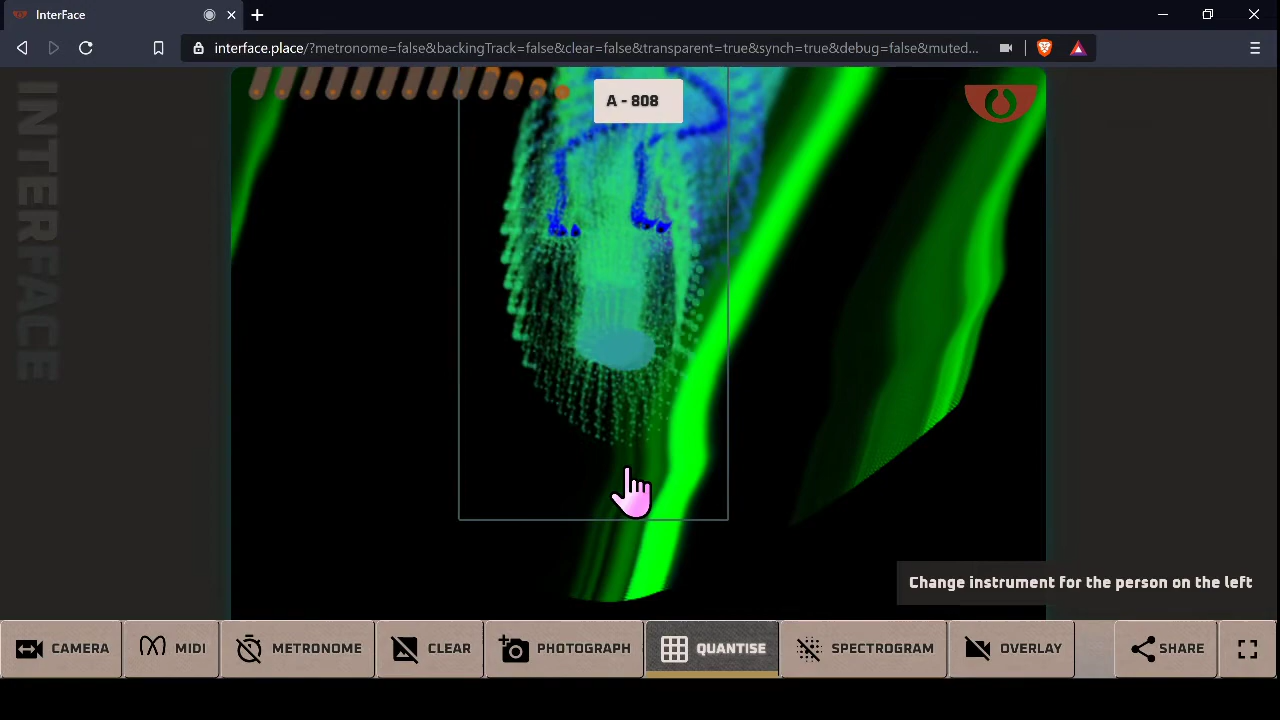 InterFace
interface.place/?metronome=false&backingTrack=false&clear=false&transparent=true&synch=true&debug=false&muted...
INTERFACE
A - 808
Change instrument for the person on the left
CAMERA
MIDI
METRONOME
CLEAR
PHOTOGRAPH
QUANTISE
SPECTROGRAM
OVERLAY
SHARE